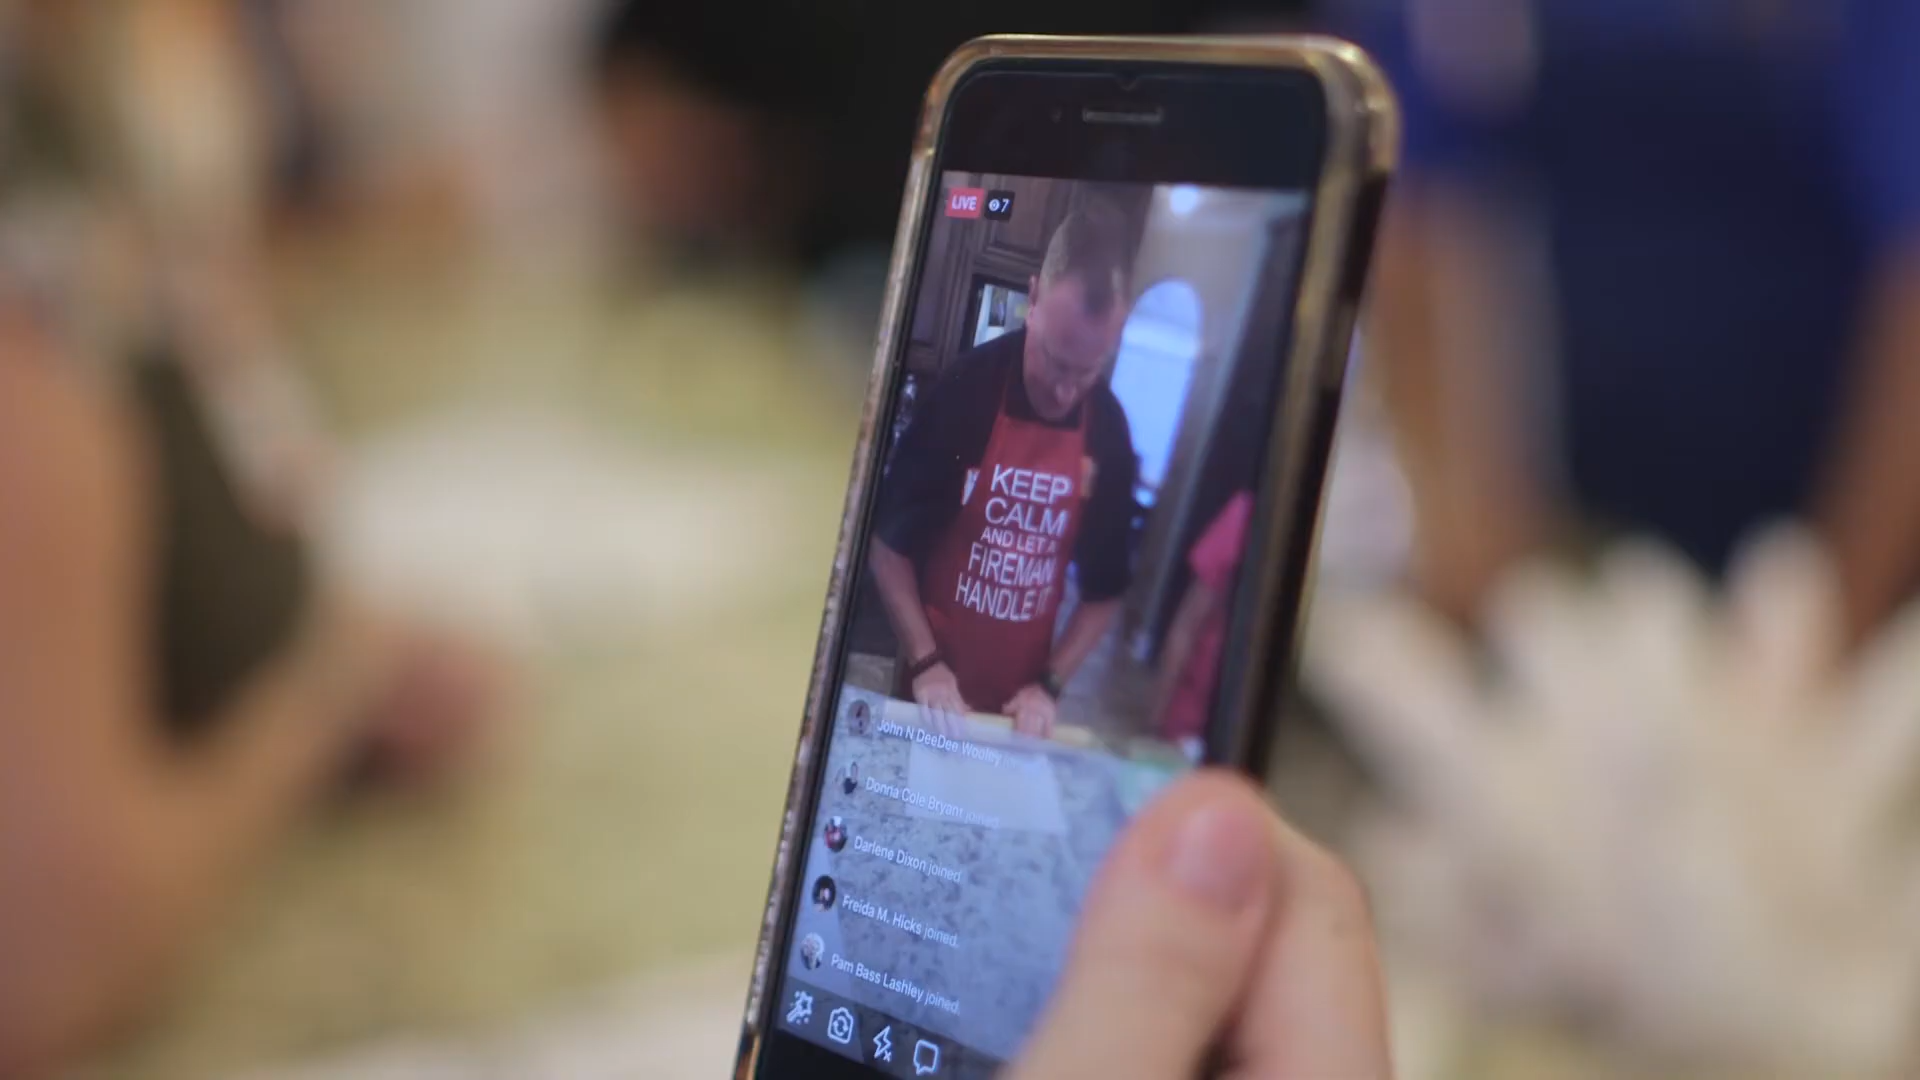 LIVE 7
KEEP
CALM
AND LET A
FIREMAN
HANDLE IT
John N DeeDee Woolley
Donna Cole Bryant joined.
Darlene Dixon joined.
Freida M. Hicks joined.
Pam Bass Lashley joined.